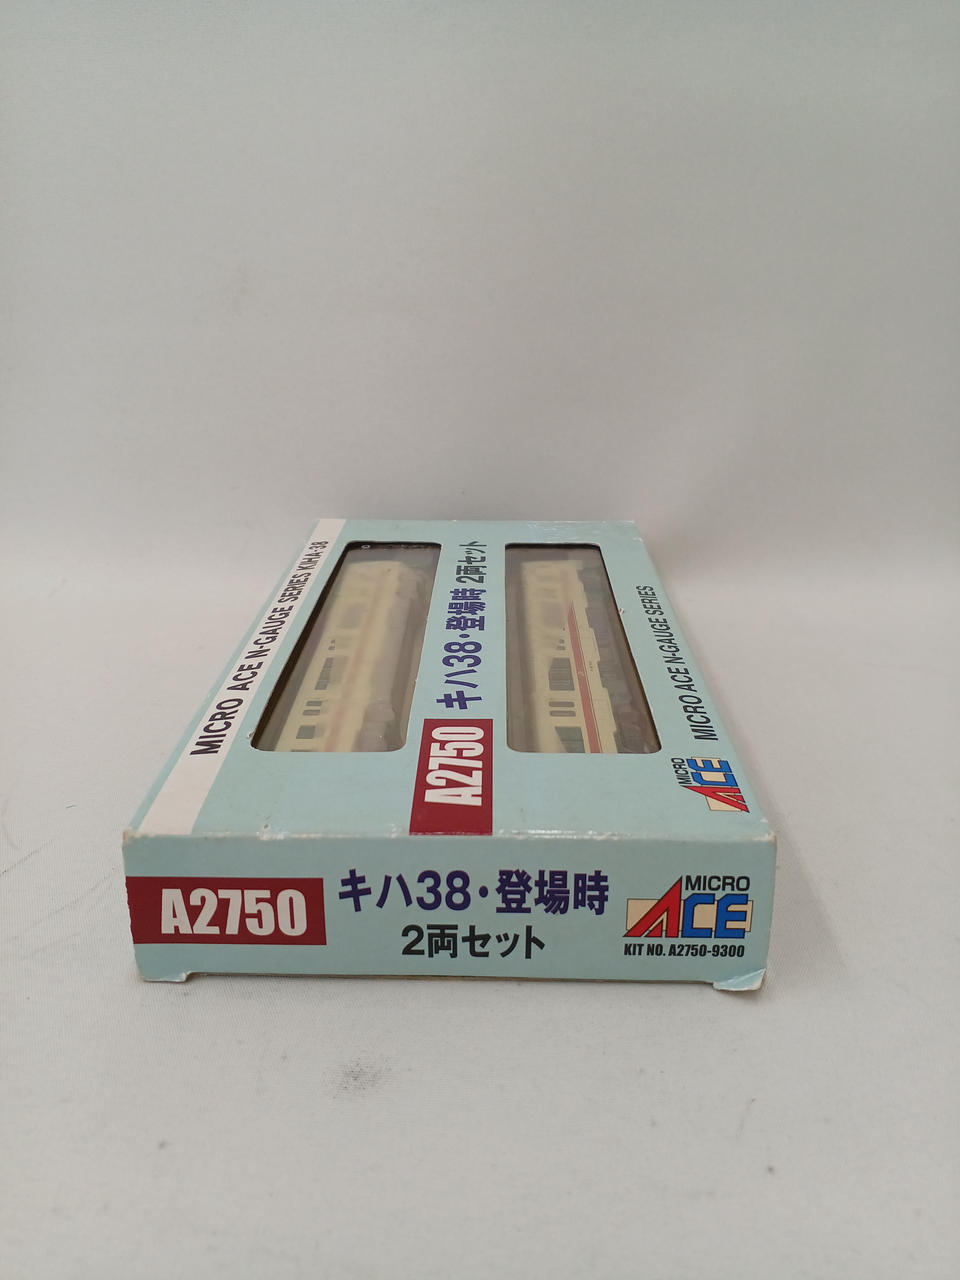 MICRO ACE N-GAUGE SERIES KIHA-38
A2750 キハ38・登場時 2両セット
MICRO ACE MICRO ACE N-GAUGE SERIES
A2750
キハ38・登場時
2両セット
MICRO
ACE
KIT NO. A2750-9300